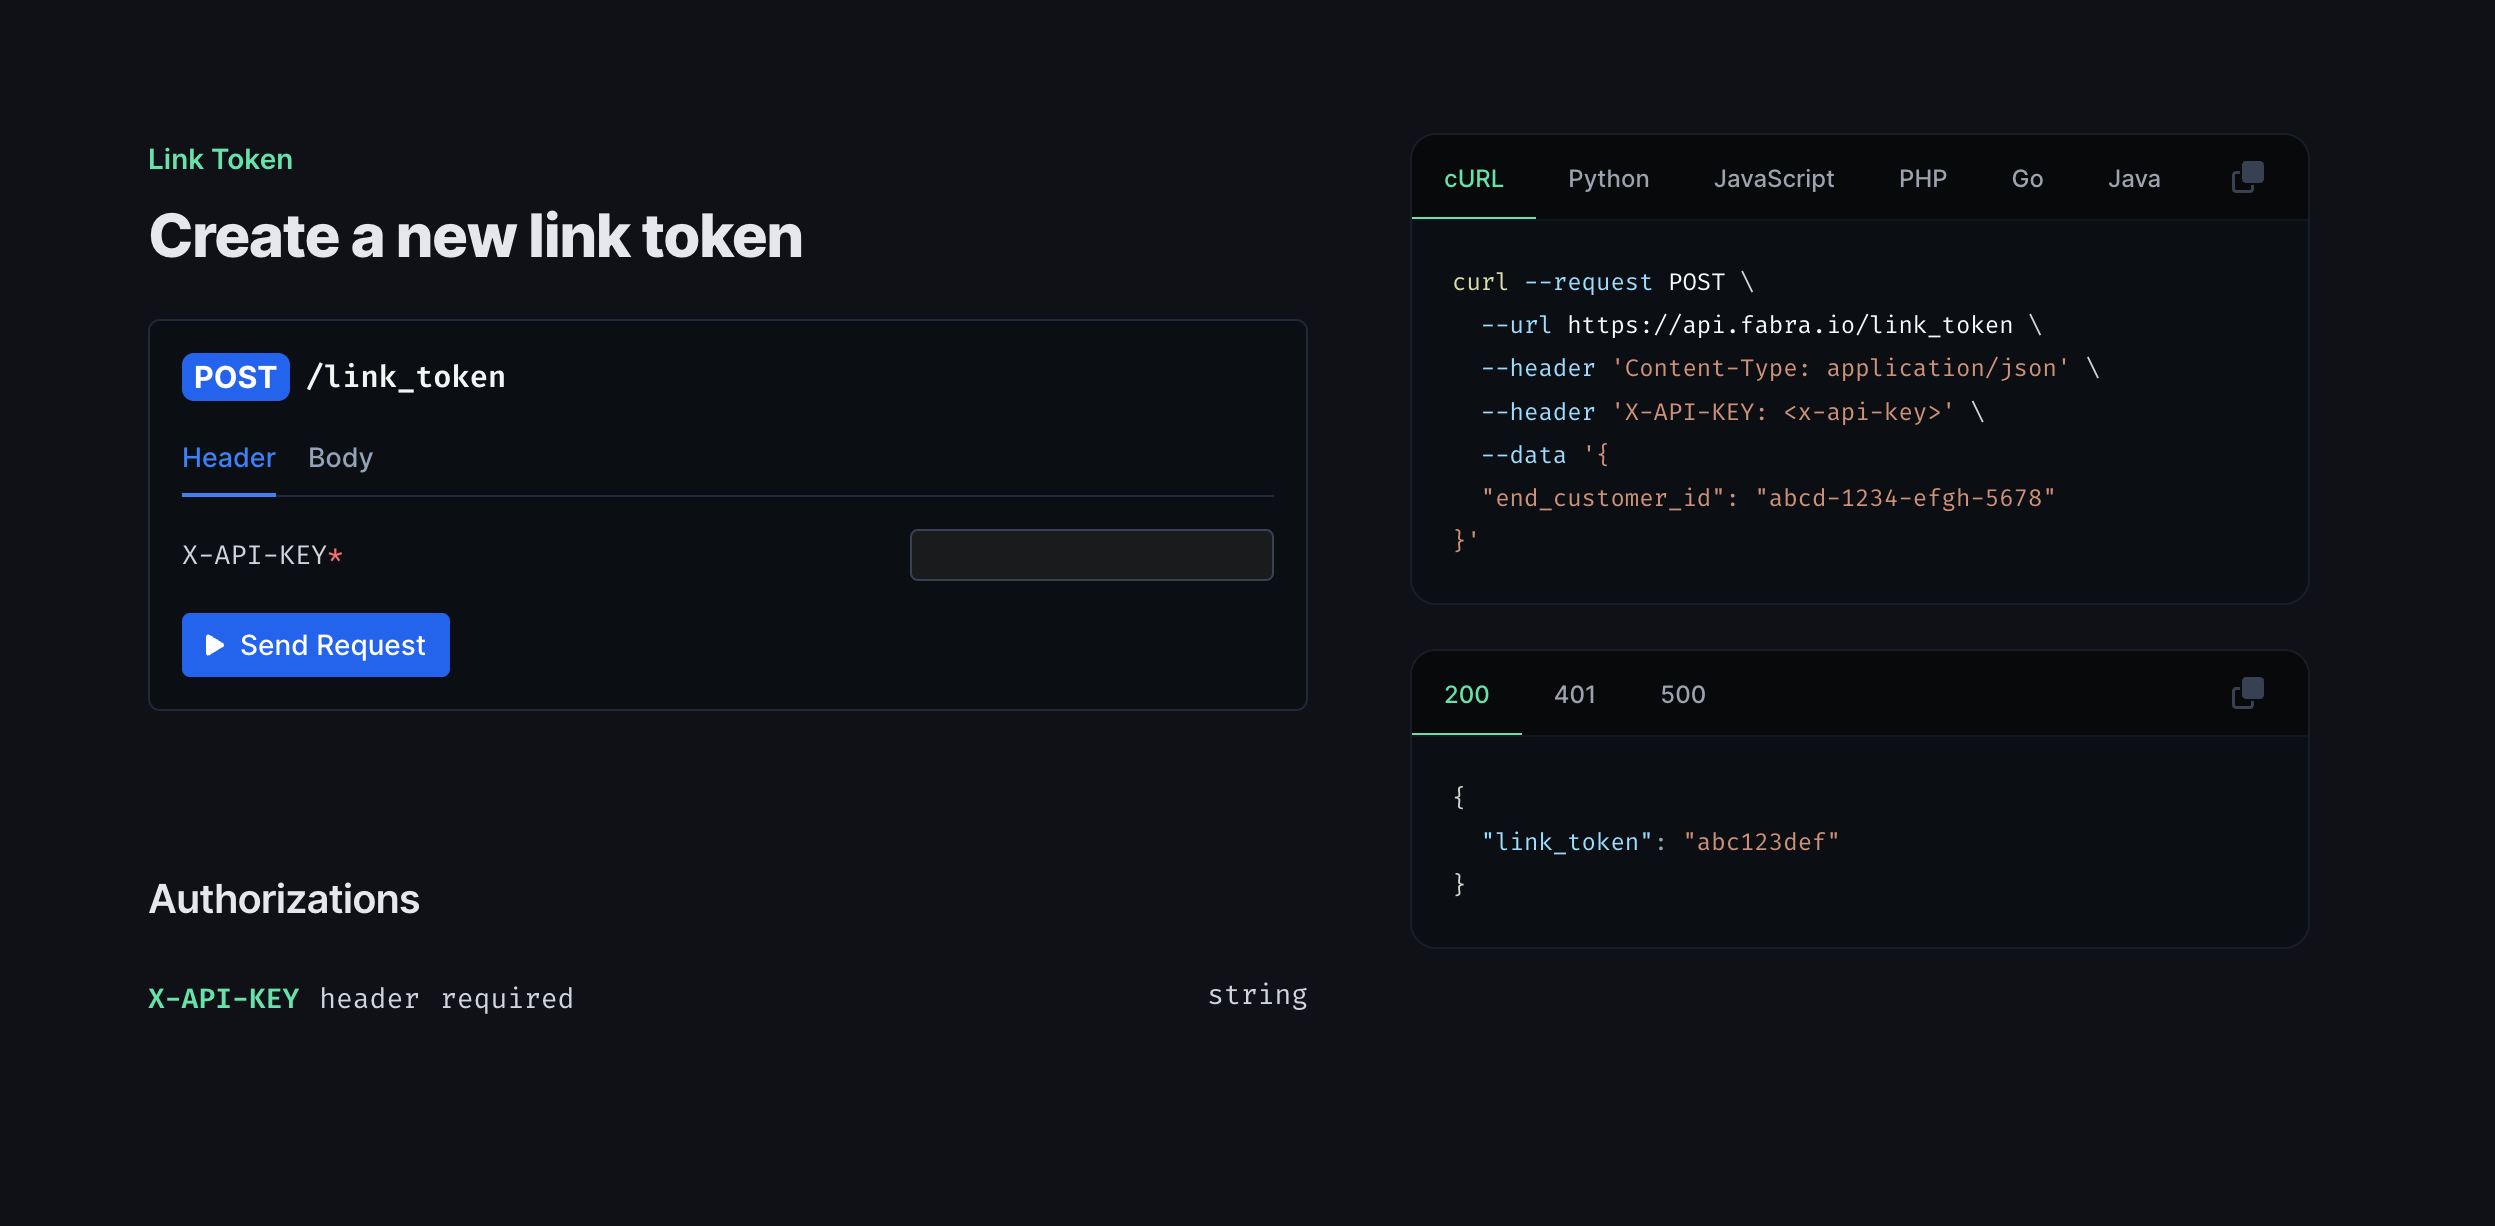 Link Token
Create a new link token
POST /link_token
Header Body
X-API-KEY*
Send Request
Authorizations
X-API-KEY header required string
cURL Python JavaScript PHP Go Java
curl --request POST \
  --url https://api.fabra.io/link_token \
  --header 'Content-Type: application/json' \
  --header 'X-API-KEY: <x-api-key>' \
  --data '{
  "end_customer_id": "abcd-1234-efgh-5678"
}'
200 401 500
{
  "link_token": "abc123def"
}